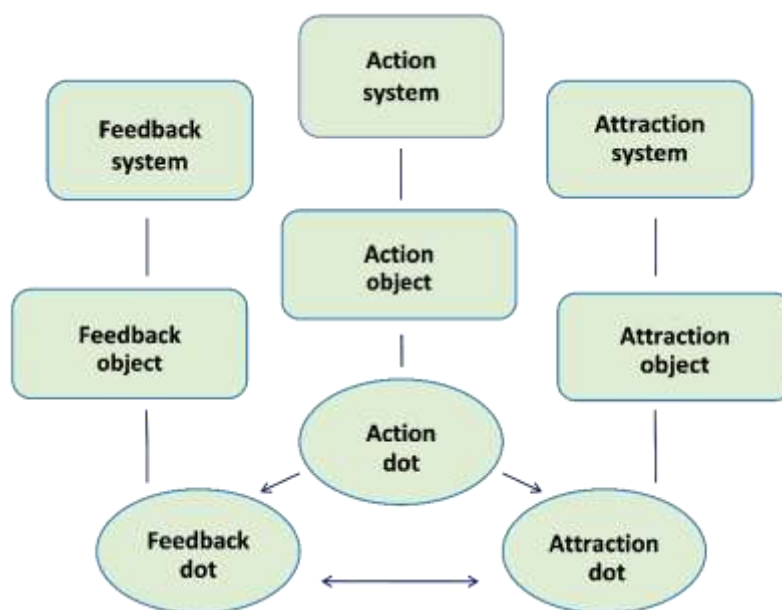 Action
system
Feedback
system
Attraction
system
Action
object
Feedback
object
Attraction
object
Action
dot
Feedback
dot
Attraction
dot